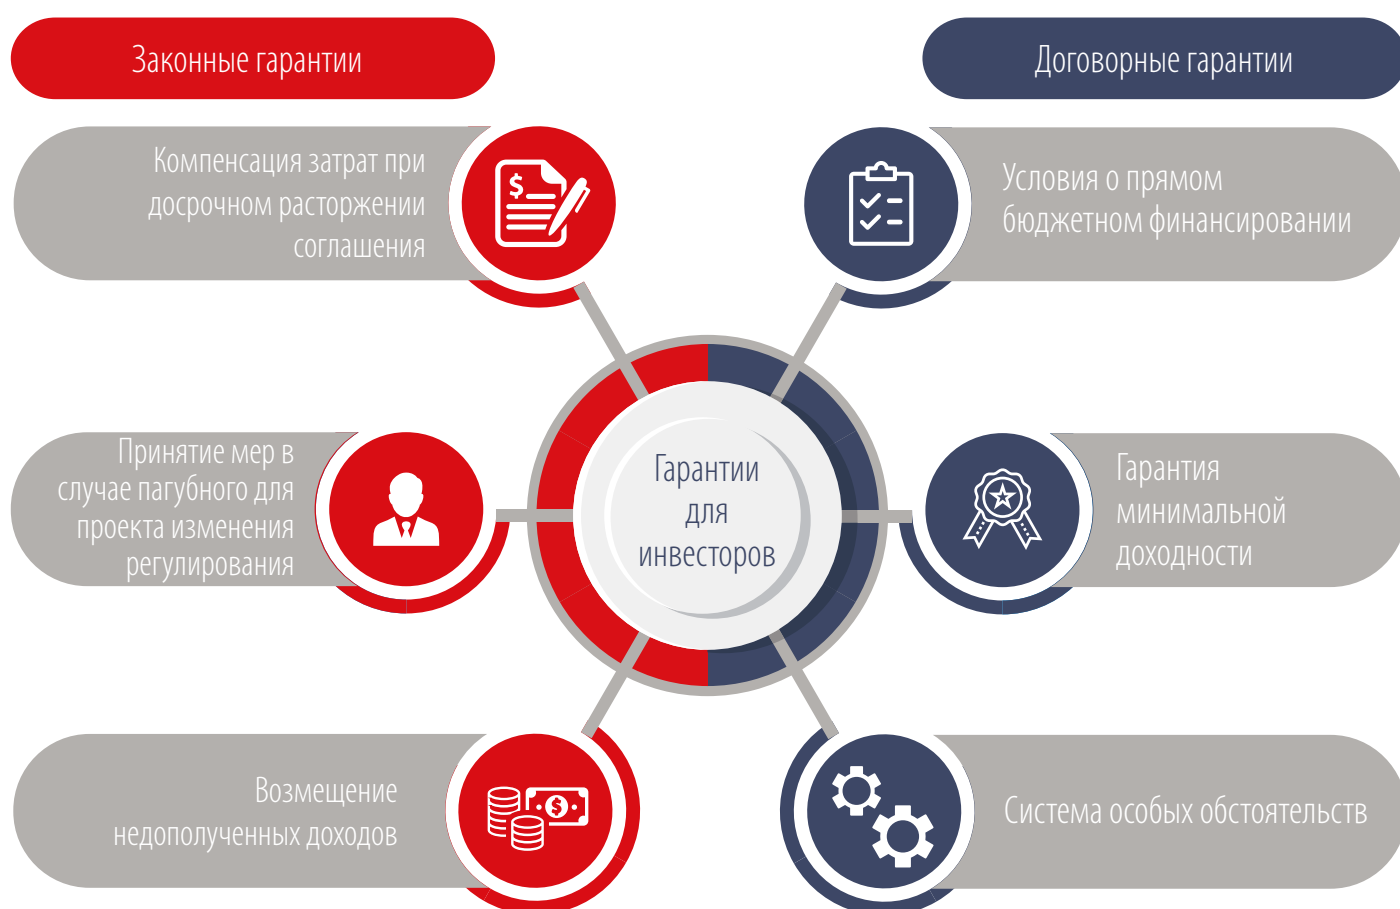 Законные гарантии
Договорные гарантии
Компенсация затрат при
досрочном расторжении
соглашения
Условия о прямом
бюджетном финансировании
Принятие мер в
случае пагубного для
проекта изменения
регулирования
Гарантии
для
инвесторов
Гарантия
минимальной
доходности
Возмещение
недополученных доходов
Система особых обстоятельств